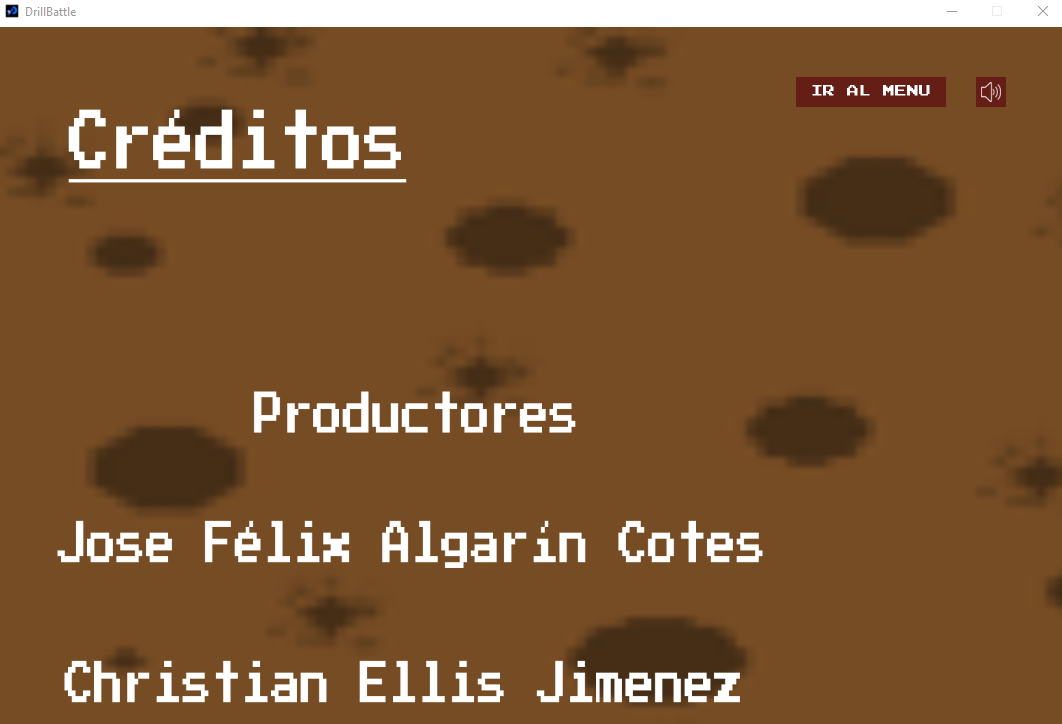 DrillBattle
IR AL MENU
Créditos
Productores
Jose Félix Algarín Cotes
Christian Ellis Jimenez